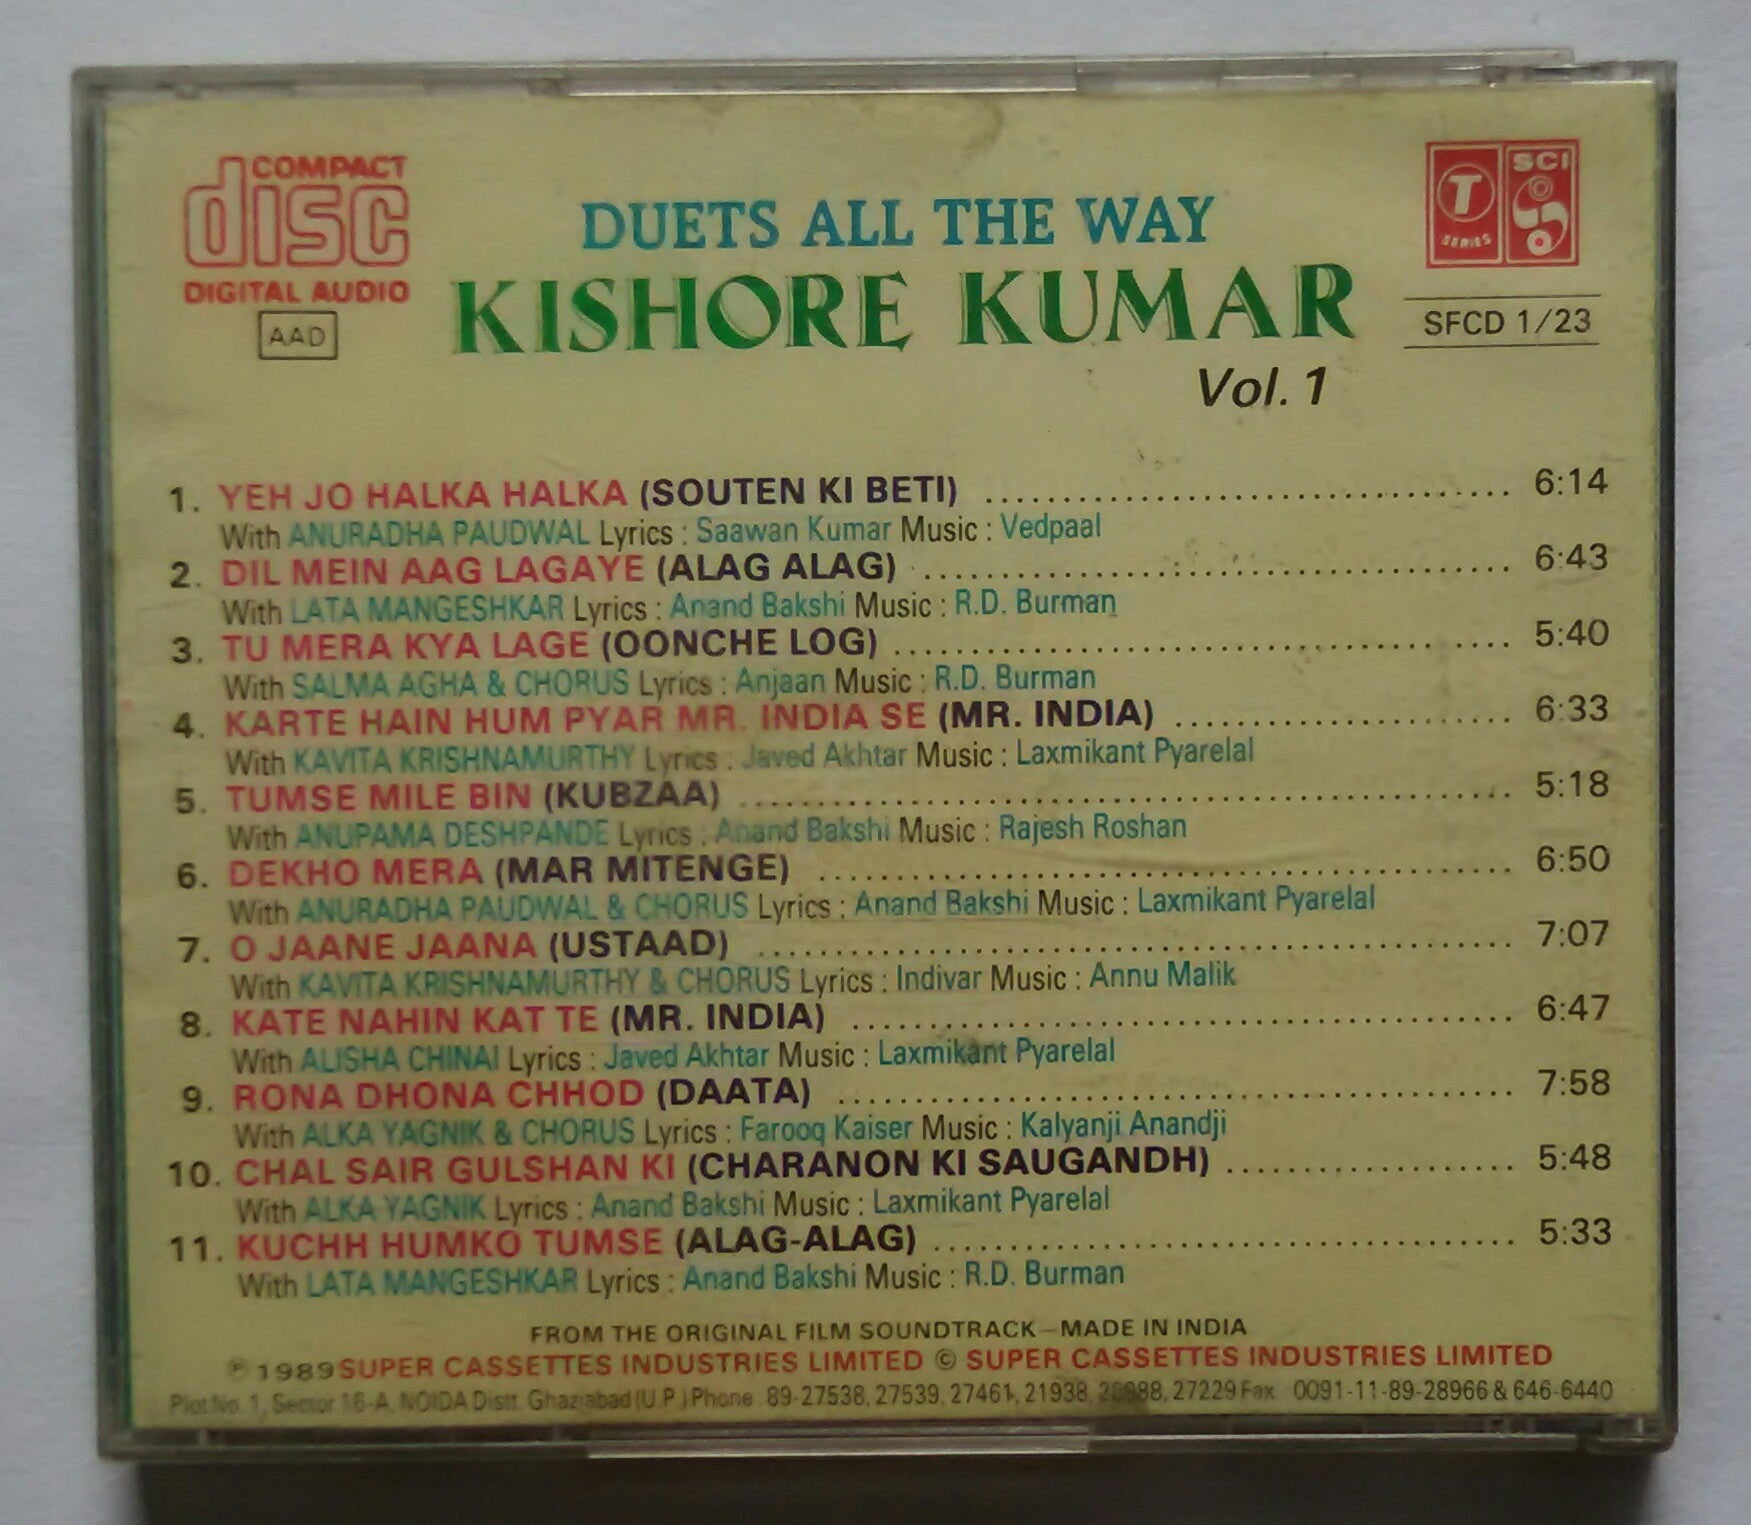 COMPACT
disc
DIGITAL AUDIO
AAD
DUETS ALL THE WAY
KISHORE KUMAR
Vol. 1
T
SERIES
SCI
SFCD 1/23
1. YEH JO HALKA HALKA (SOUTEN KI BETI) .......... 6:14
With ANURADHA PAUDWAL Lyrics : Saawan Kumar Music : Vedpaal
2. DIL MEIN AAG LAGAYE (ALAG ALAG) .......... 6:43
With LATA MANGESHKAR Lyrics : Anand Bakshi Music : R.D. Burman
3. TU MERA KYA LAGE (OONCHE LOG) .......... 5:40
With SALMA AGHA & CHORUS Lyrics : Anjaan Music : R.D. Burman
4. KARTE HAIN HUM PYAR MR. INDIA SE (MR. INDIA) .......... 6:33
With KAVITA KRISHNAMURTHY Lyrics : Javed Akhtar Music : Laxmikant Pyarelal
5. TUMSE MILE BIN (KUBZAA) .......... 5:18
With ANUPAMA DESHPANDE Lyrics : Anand Bakshi Music : Rajesh Roshan
6. DEKHO MERA (MAR MITENGE) .......... 6:50
With ANURADHA PAUDWAL & CHORUS Lyrics : Anand Bakshi Music : Laxmikant Pyarelal
7. O JAANE JAANA (USTAAD) .......... 7:07
With KAVITA KRISHNAMURTHY & CHORUS Lyrics : Indivar Music : Annu Malik
8. KATE NAHIN KAT TE (MR. INDIA) .......... 6:47
With ALISHA CHINAI Lyrics : Javed Akhtar Music : Laxmikant Pyarelal
9. RONA DHONA CHHOD (DAATA) .......... 7:58
With ALKA YAGNIK & CHORUS Lyrics : Farooq Kaiser Music : Kalyanji Anandji
10. CHAL SAIR GULSHAN KI (CHARANON KI SAUGANDH) .......... 5:48
With ALKA YAGNIK Lyrics : Anand Bakshi Music : Laxmikant Pyarelal
11. KUCHH HUMKO TUMSE (ALAG-ALAG) .......... 5:33
With LATA MANGESHKAR Lyrics : Anand Bakshi Music : R.D. Burman
FROM THE ORIGINAL FILM SOUNDTRACK–MADE IN INDIA
℗ 1989 SUPER CASSETTES INDUSTRIES LIMITED © SUPER CASSETTES INDUSTRIES LIMITED
Plot No. 1, Sector 16-A, NOIDA Distt. Ghaziabad (U.P.) Phone 89-27538, 27539, 27461, 21938, 27229 Fax 0091-11-89-28966 & 646-6440